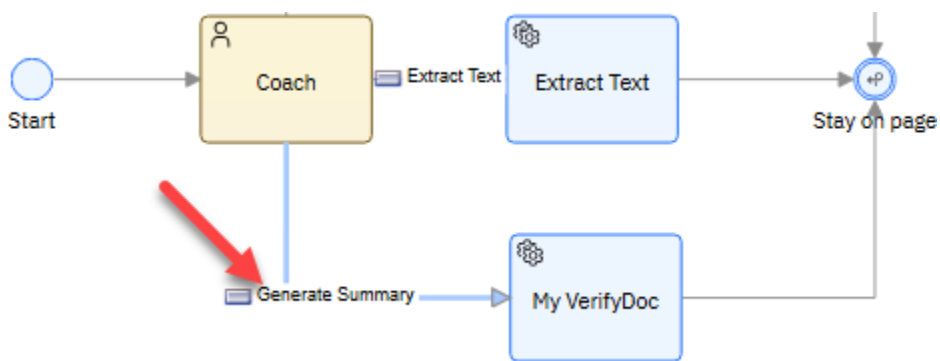 Coach
Extract Text
Extract Text
Start
Stay on page
Generate Summary
My VerifyDoc